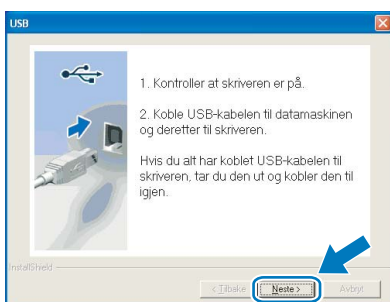 USB
1. Kontroller at skriveren er på.
2. Koble USB-kabelen til datamaskinen
og deretter til skriveren.
Hvis du alt har koblet USB-kabelen til
skriveren, tar du den ut og kobler den til
igjen.
InstallShield
< Tilbake
Neste >
Avbryt